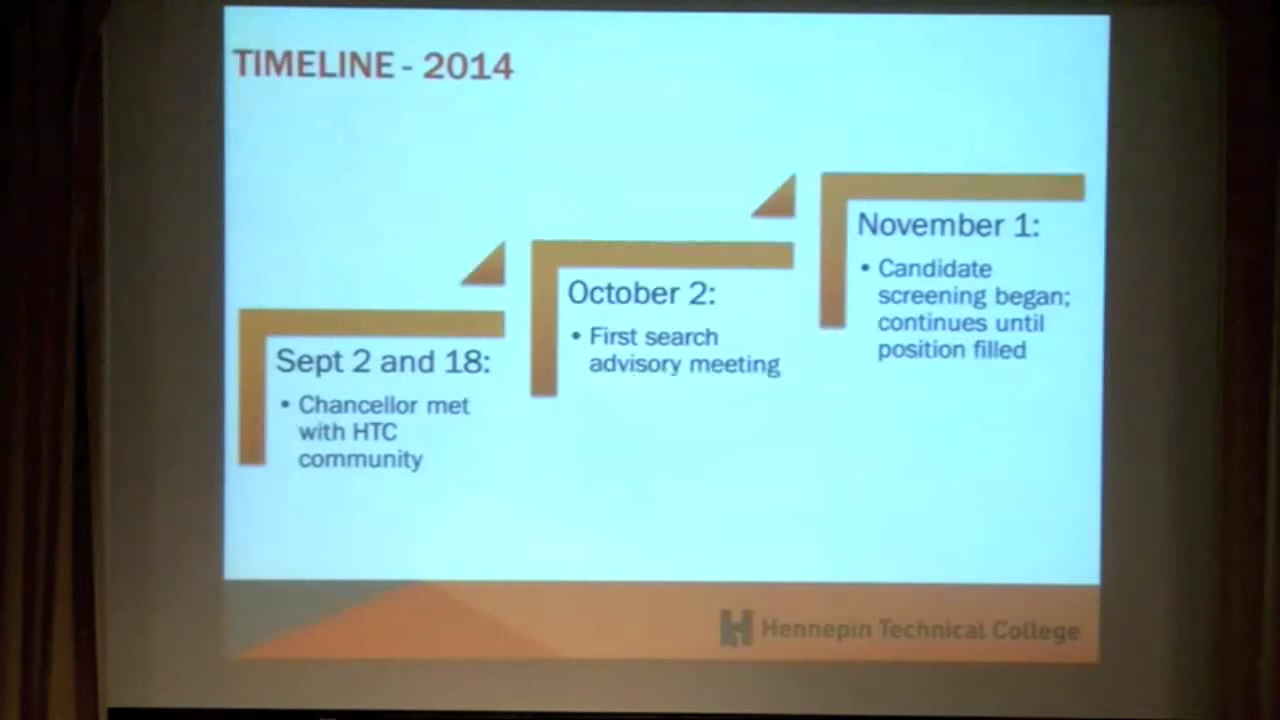 TIMELINE - 2014
Sept 2 and 18:
• Chancellor met
with HTC
community
October 2:
• First search
advisory meeting
November 1:
• Candidate
screening began;
continues until
position filled
Hennepin Technical College